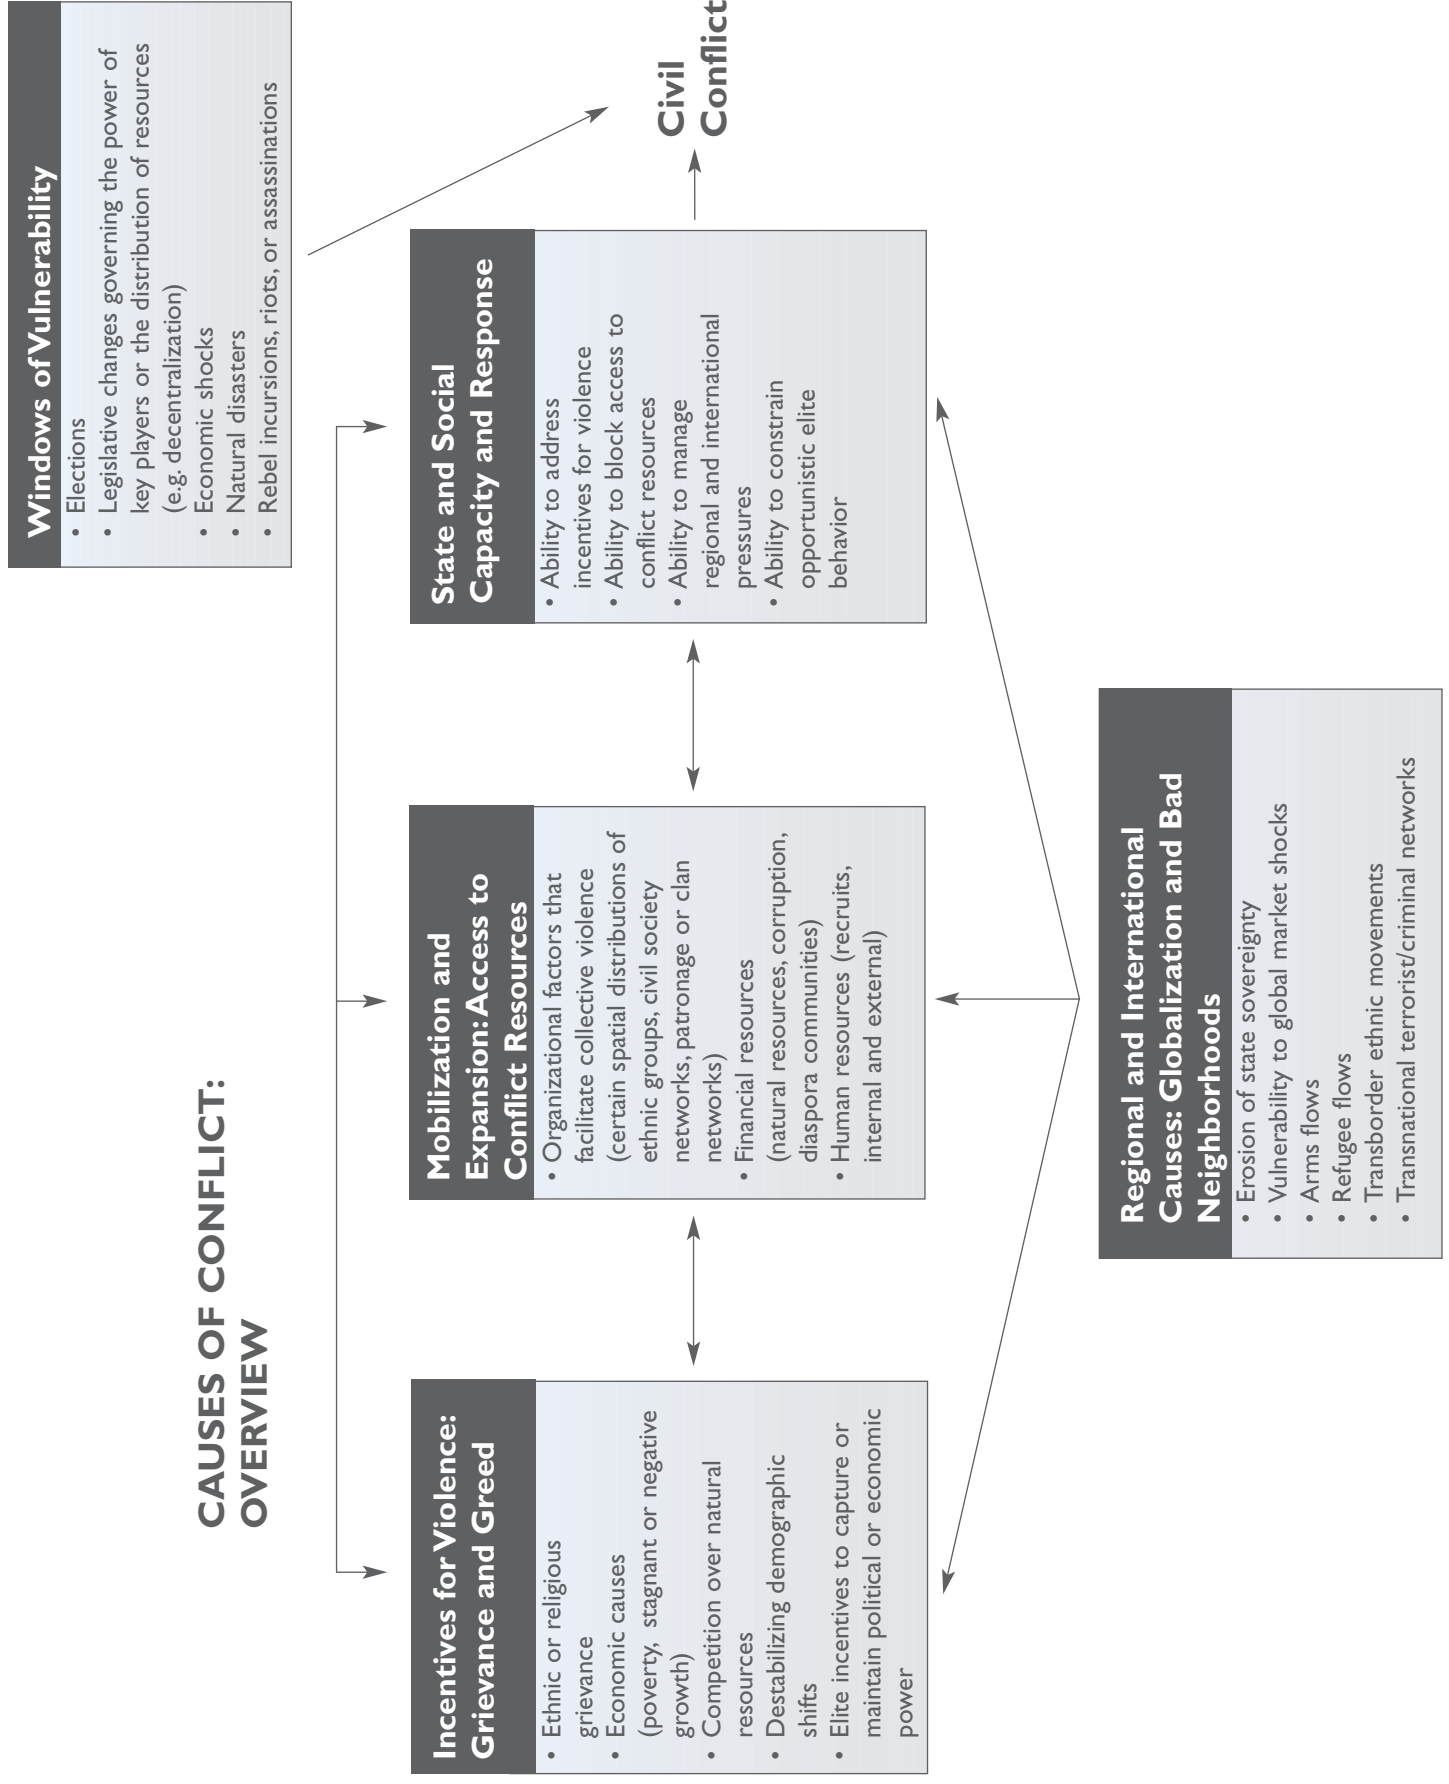 CAUSES OF CONFLICT:
OVERVIEW
Incentives for Violence:
Grievance and Greed
• Ethnic or religious
grievance
• Economic causes
(poverty, stagnant or negative
growth)
• Competition over natural
resources
• Destabilizing demographic
shifts
• Elite incentives to capture or
maintain political or economic
power
Mobilization and
Expansion: Access to
Conflict Resources
• Organizational factors that
facilitate collective violence
(certain spatial distributions of
ethnic groups, civil society
networks, patronage or clan
networks)
• Financial resources
(natural resources, corruption,
diaspora communities)
• Human resources (recruits,
internal and external)
State and Social
Capacity and Response
• Ability to address
incentives for violence
• Ability to block access to
conflict resources
• Ability to manage
regional and international
pressures
• Ability to constrain
opportunistic elite
behavior
Windows of Vulnerability
• Elections
• Legislative changes governing the power of
key players or the distribution of resources
(e.g. decentralization)
• Economic shocks
• Natural disasters
• Rebel incursions, riots, or assassinations
Civil
Conflict
Regional and International
Causes: Globalization and Bad
Neighborhoods
• Erosion of state sovereignty
• Vulnerability to global market shocks
• Arms flows
• Refugee flows
• Transborder ethnic movements
• Transnational terrorist/criminal networks